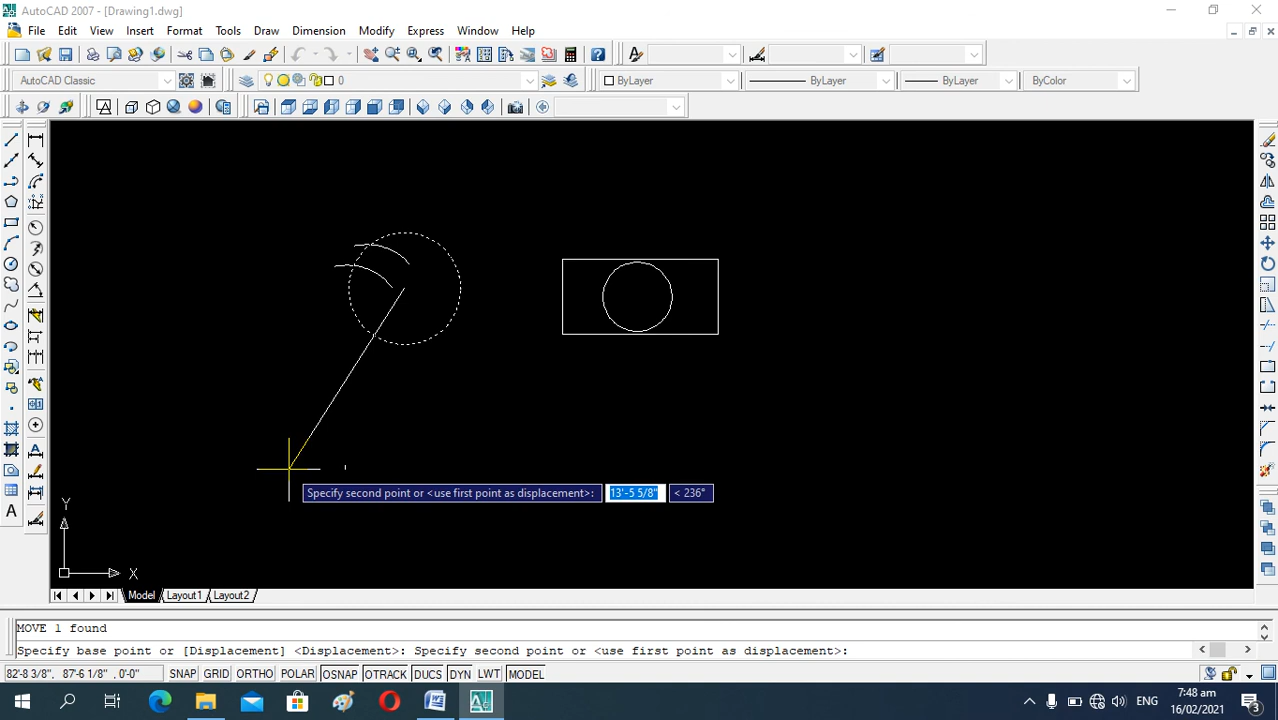 AutoCAD 2007 - [Drawing1.dwg]
File Edit View Insert Format Tools Draw Dimension Modify Express Window Help
AutoCAD Classic 0 ByLayer ByLayer ByLayer ByColor
Specify second point or <use first point as displacement>: 13'-5 5/8" < 236°
Y
X
Model Layout1 Layout2
MOVE 1 found
Specify base point or [Displacement] <Displacement>: Specify second point or <use first point as displacement>:
82'-8 3/8", 87'-6 1/8", 0'-0" SNAP GRID ORTHO POLAR OSNAP OTRACK DUCS DYN LWT MODEL
ENG
7:48 am
16/02/2021
3